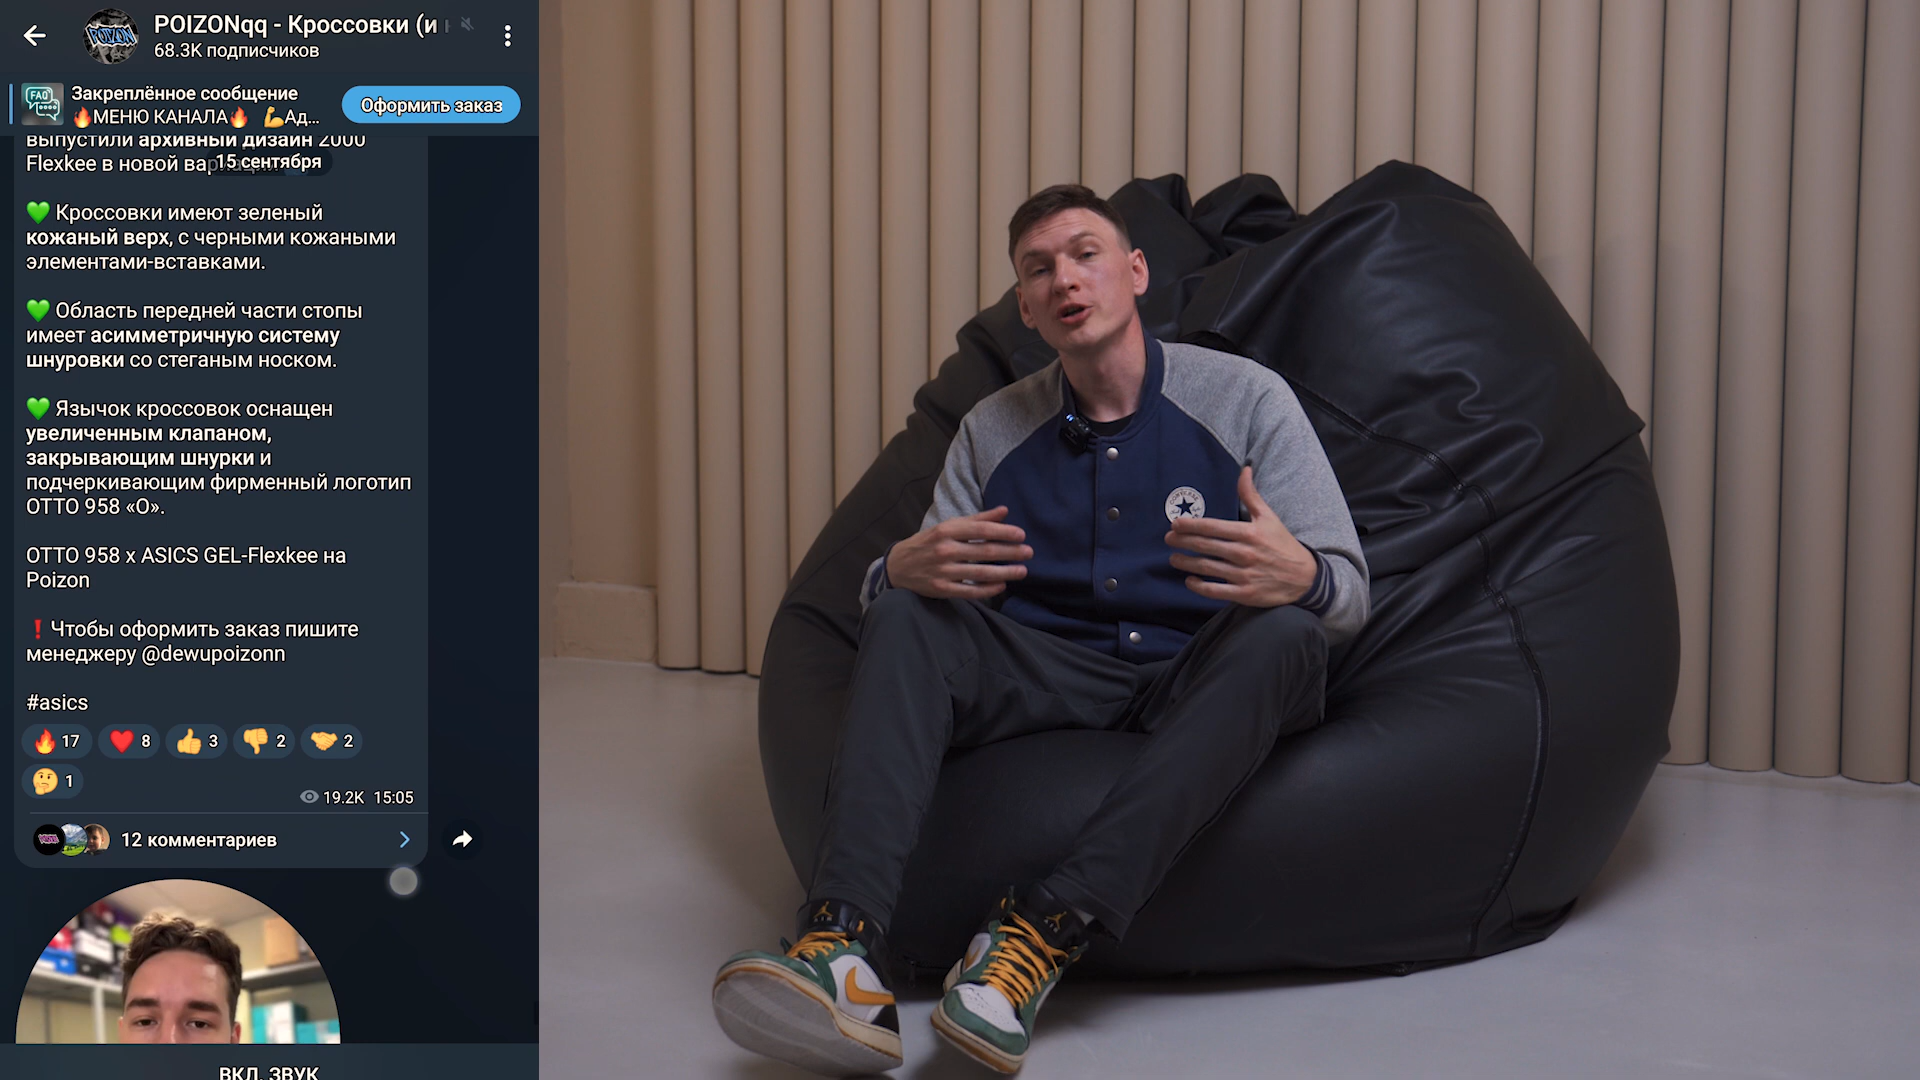 POIZONqq - Кроссовки (и
68.3K подписчиков
Закреплённое сообщение
🔥МЕНЮ КАНАЛА🔥 💪Ад...
Оформить заказ
FAQ
выпустили архивный дизайн 2000
Flexkee в новой
15 сентября
💚 Кроссовки имеют зеленый
кожаный верх, с черными кожаными
элементами-вставками.
💚 Область передней части стопы
имеет асимметричную систему
шнуровки со стеганым носком.
💚 Язычок кроссовок оснащен
увеличенным клапаном,
закрывающим шнурки и
подчеркивающим фирменный логотип
OTTO 958 «O».
OTTO 958 x ASICS GEL-Flexkee на
Poizon
❗Чтобы оформить заказ пишите
менеджеру @dewupoizonn
#asics
🔥 17 ❤️ 8 👍 3 👎 2 🤝 2
🤔 1
19.2K 15:05
12 комментариев
ВКЛ. ЗВУК
CONVERSE